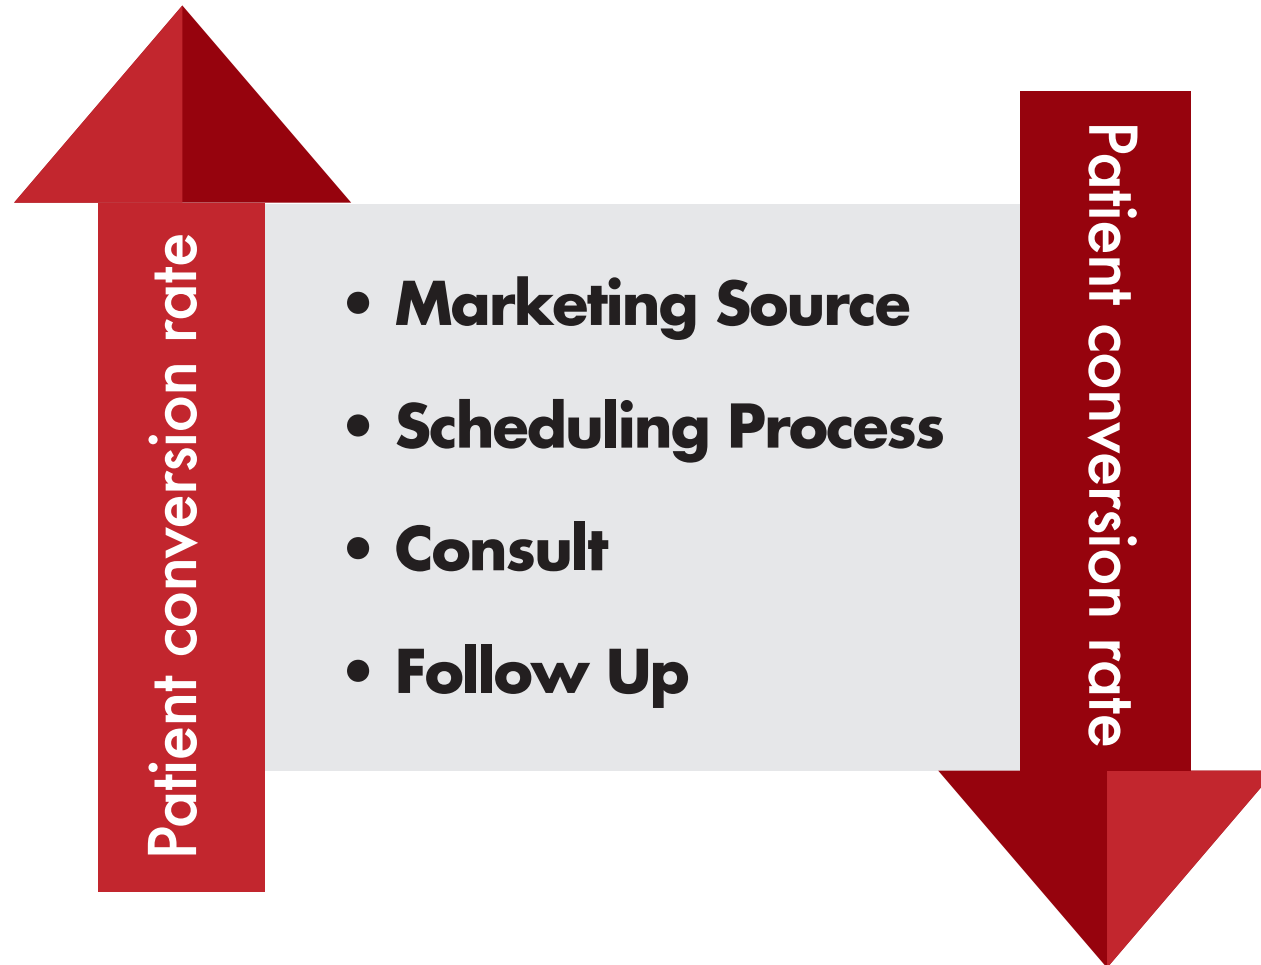 Patient conversion rate
• Marketing Source
• Scheduling Process
• Consult
• Follow Up
Patient conversion rate